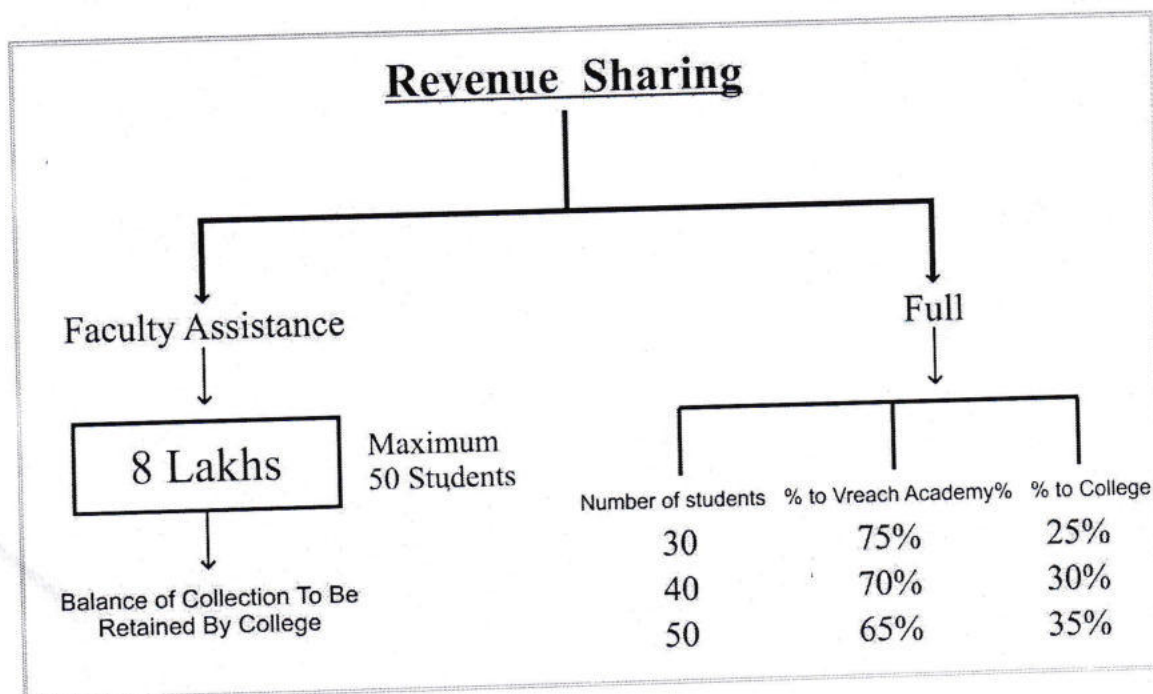 Revenue Sharing
Faculty Assistance
8 Lakhs
Maximum
50 Students
Balance of Collection To Be
Retained By College
Full
Number of students % to Vreach Academy% % to College
30 75% 25%
40 70% 30%
50 65% 35%